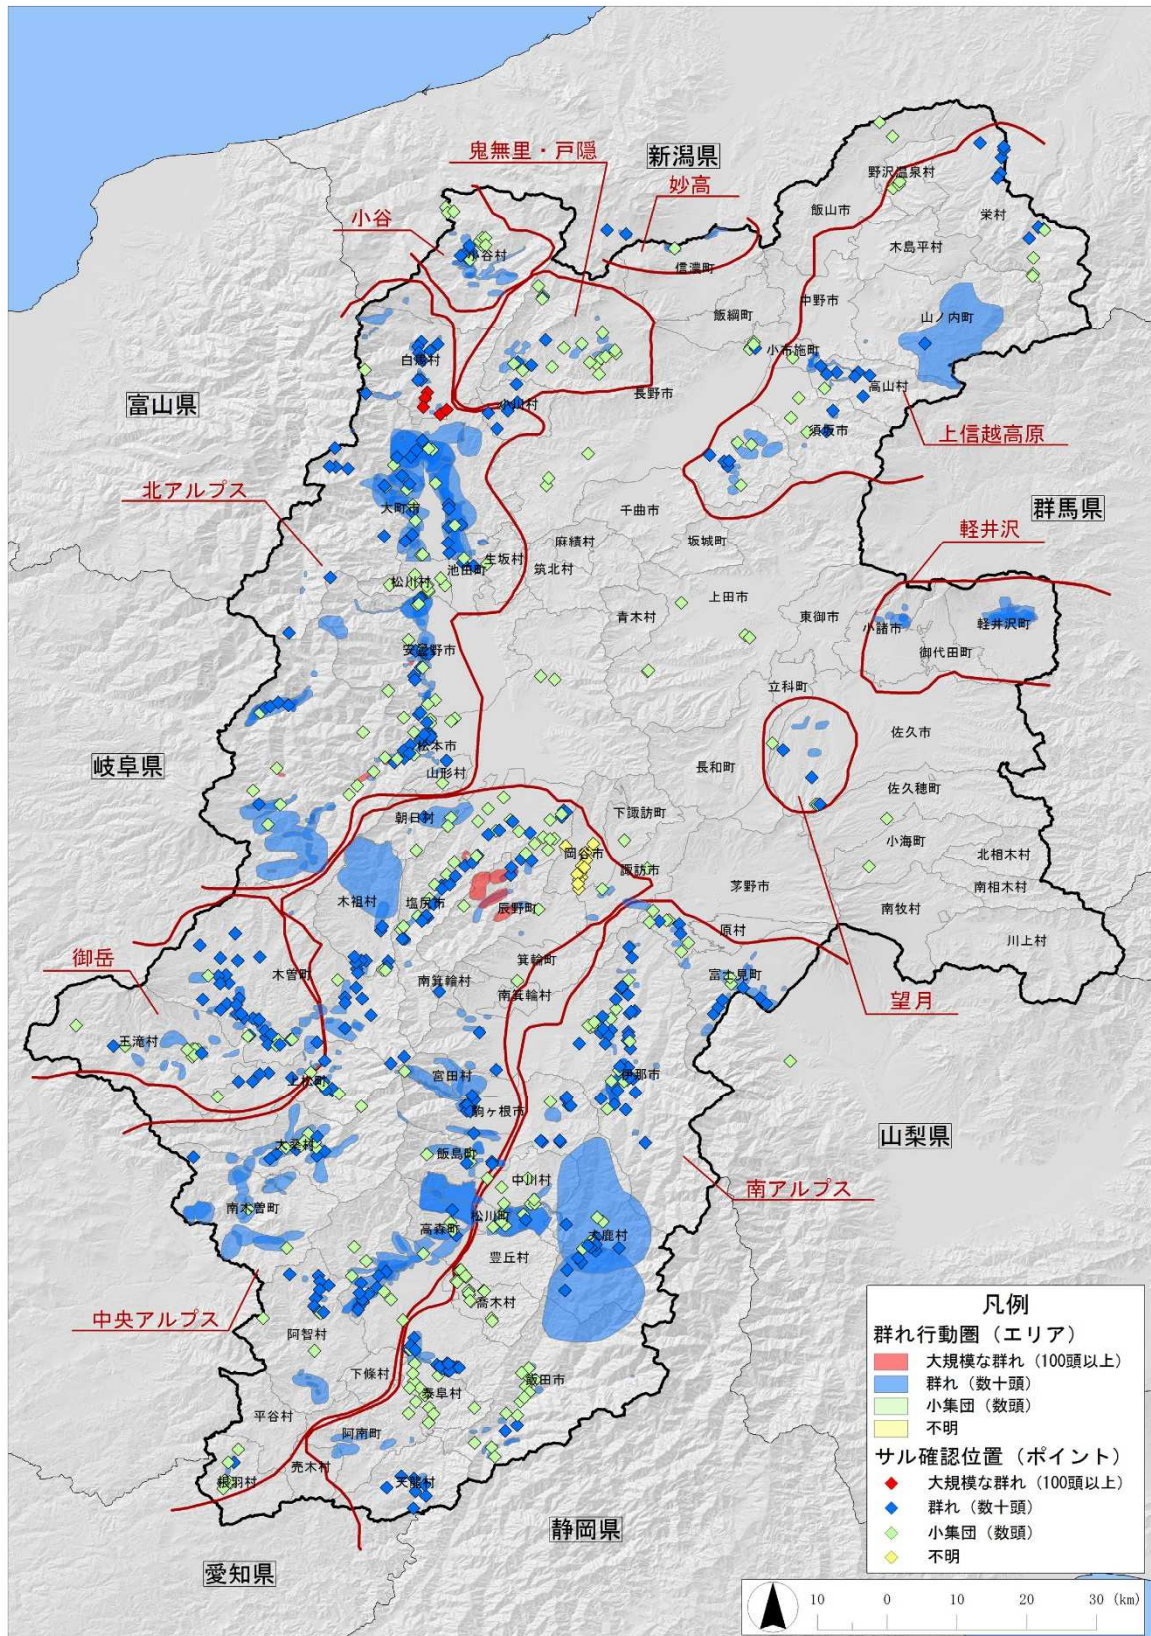 鬼無里・戸隠
新潟県
妙高
小谷
野沢温泉村
飯山市
栄村
小谷村
信濃町
木島平村
中野市
飯綱町
山ノ内町
小布施町
白馬村
長野市
高山村
富山県
小川村
須坂市
上信越高原
北アルプス
大町市
千曲市
群馬県
麻績村
坂城町
生坂村
池田町
筑北村
軽井沢
松川村
上田市
青木村
東御市
小諸市
軽井沢町
安曇野市
御代田町
立科町
佐久市
松本市
岐阜県
山形村
長和町
佐久穂町
朝日村
下諏訪町
小海町
岡谷市
北相木村
諏訪市
茅野市
南相木村
木祖村
塩尻市
辰野町
南牧村
原村
川上村
御岳
木曽町
箕輪町
富士見町
南箕輪村
南箕輪村
望月
王滝村
上松町
宮田村
伊那市
駒ヶ根市
山梨県
大桑村
飯島町
中川村
南アルプス
南木曽町
松川町
高森町
大鹿村
豊丘村
喬木村
中央アルプス
阿智村
下條村
飯田市
泰阜村
平谷村
阿南町
売木村
根羽村
天龍村
静岡県
愛知県
凡例
群れ行動圏（エリア）
大規模な群れ（100頭以上）
群れ（数十頭）
小集団（数頭）
不明
サル確認位置（ポイント）
大規模な群れ（100頭以上）
群れ（数十頭）
小集団（数頭）
不明
10 0 10 20 30 (km)